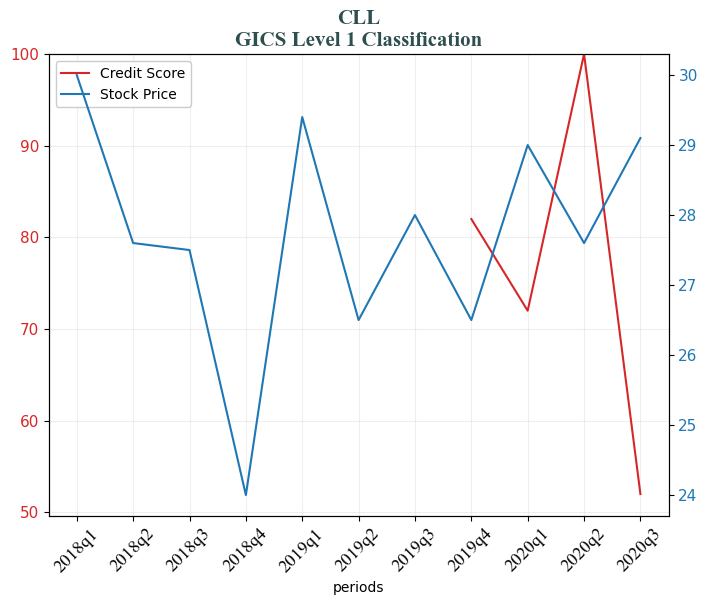 CLL
GICS Level 1 Classification
Credit Score
Stock Price
100
90
80
70
60
50
30
29
28
27
26
25
24
2018q1
2018q2
2018q3
2018q4
2019q1
2019q2
2019q3
2019q4
2020q1
2020q2
2020q3
periods